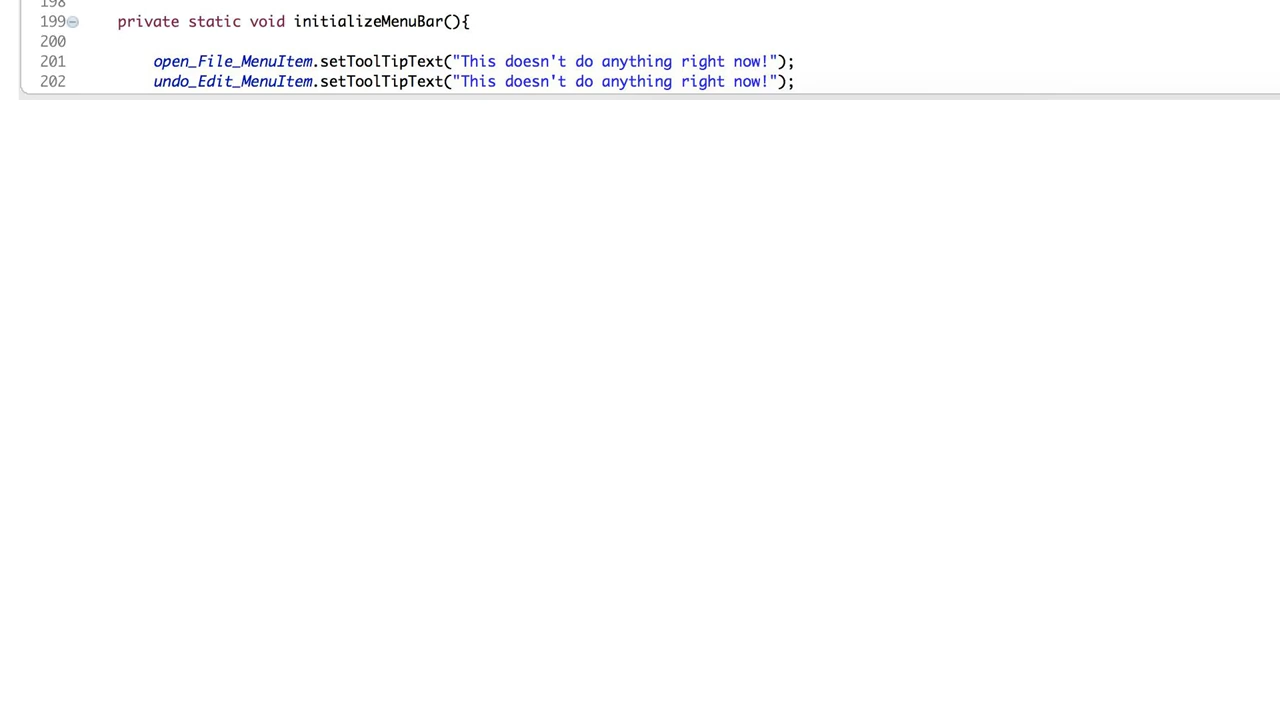 198
199 private static void initializeMenuBar(){
200
201 open_File_MenuItem.setToolTipText("This doesn't do anything right now!");
202 undo_Edit_MenuItem.setToolTipText("This doesn't do anything right now!");